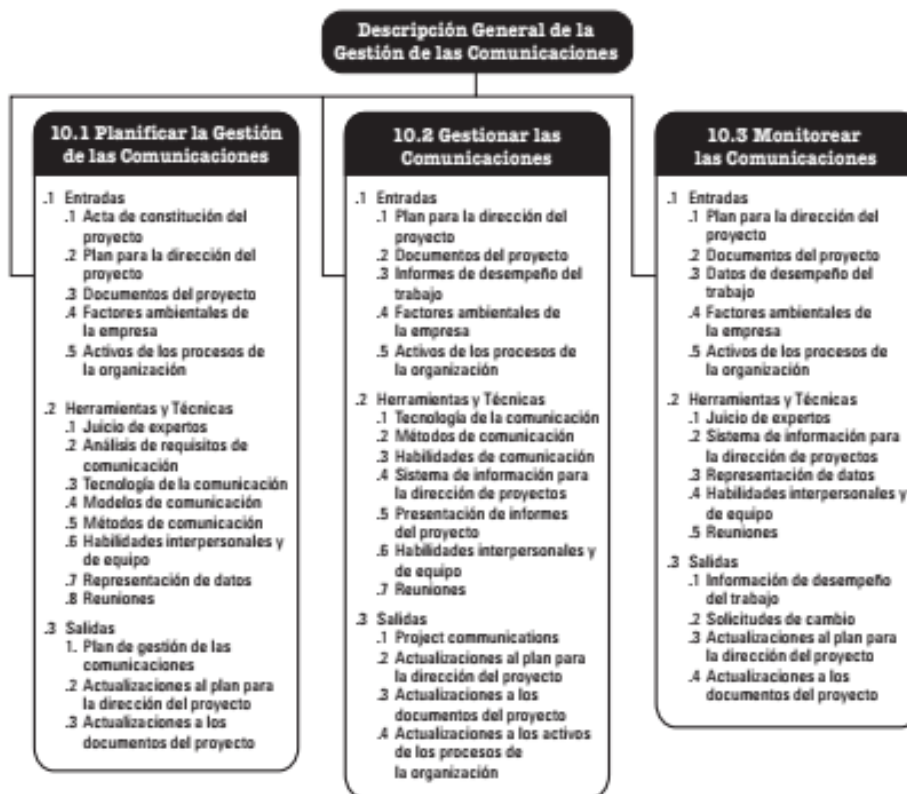 Descripción General de la
Gestión de las Comunicaciones
10.1 Planificar la Gestión
de las Comunicaciones
.1 Entradas
.1 Acta de constitución del
proyecto
.2 Plan para la dirección del
proyecto
.3 Documentos del proyecto
.4 Factores ambientales de
la empresa
.5 Activos de los procesos de
la organización
.2 Herramientas y Técnicas
.1 Juicio de expertos
.2 Análisis de requisitos de
comunicación
.3 Tecnología de la comunicación
.4 Modelos de comunicación
.5 Métodos de comunicación
.6 Habilidades interpersonales y
de equipo
.7 Representación de datos
.8 Reuniones
.3 Salidas
1. Plan de gestión de las
comunicaciones
.2 Actualizaciones al plan para
la dirección del proyecto
.3 Actualizaciones a los
documentos del proyecto
10.2 Gestionar las
Comunicaciones
.1 Entradas
.1 Plan para la dirección del
proyecto
.2 Documentos del proyecto
.3 Informes de desempeño del
trabajo
.4 Factores ambientales de
la empresa
.5 Activos de los procesos de
la organización
.2 Herramientas y Técnicas
.1 Tecnología de la comunicación
.2 Métodos de comunicación
.3 Habilidades de comunicación
.4 Sistema de información para
la dirección de proyectos
.5 Presentación de informes
del proyecto
.6 Habilidades interpersonales y
de equipo
.7 Reuniones
.3 Salidas
.1 Project communications
.2 Actualizaciones al plan para
la dirección del proyecto
.3 Actualizaciones a los
documentos del proyecto
.4 Actualizaciones a los activos
de los procesos de
la organización
10.3 Monitorear
las Comunicaciones
.1 Entradas
.1 Plan para la dirección del
proyecto
.2 Documentos del proyecto
.3 Datos de desempeño del
trabajo
.4 Factores ambientales de
la empresa
.5 Activos de los procesos de
la organización
.2 Herramientas y Técnicas
.1 Juicio de expertos
.2 Sistema de información para
la dirección de proyectos
.3 Representación de datos
.4 Habilidades interpersonales y
de equipo
.5 Reuniones
.3 Salidas
.1 Información de desempeño
del trabajo
.2 Solicitudes de cambio
.3 Actualizaciones al plan para
la dirección del proyecto
.4 Actualizaciones a los
documentos del proyecto